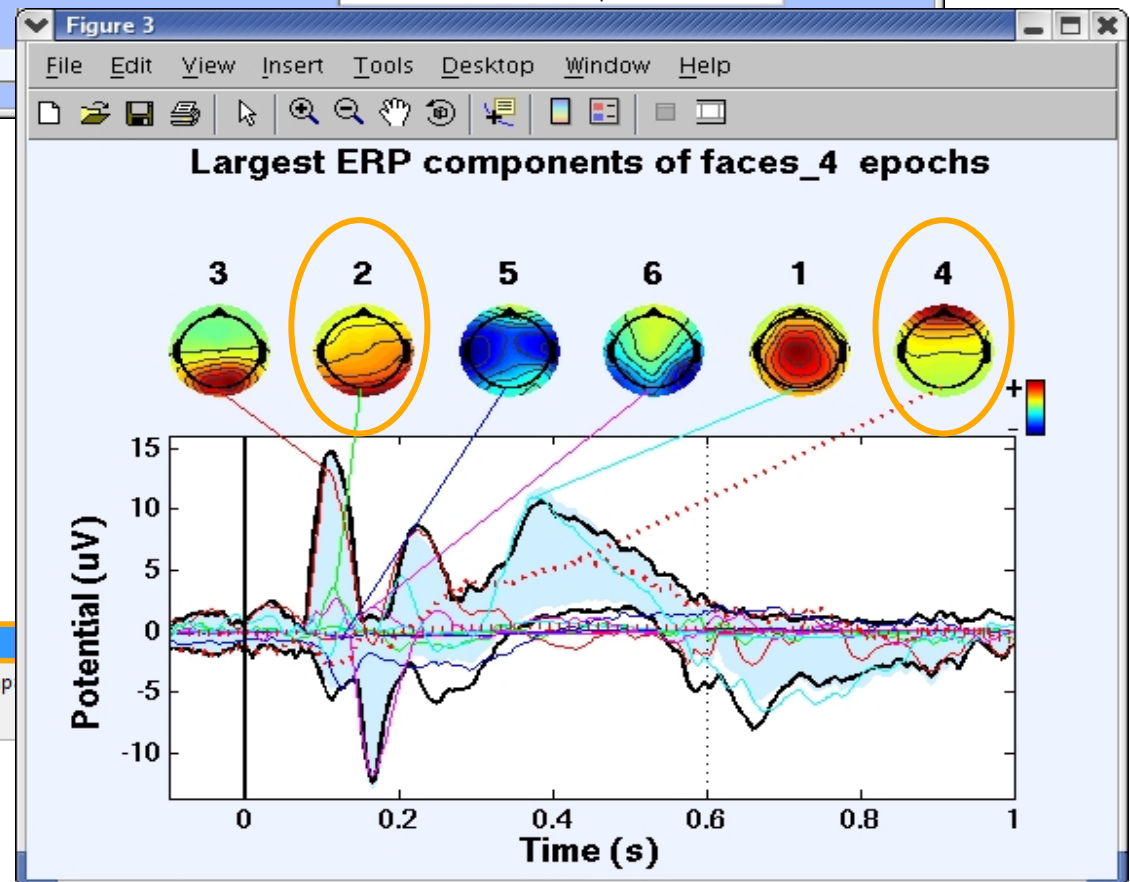 Figure 3
File Edit View Insert Tools Desktop Window Help
Largest ERP components of faces_4 epochs
3 2 5 6 1 4
+
-
15
10
5
0
-5
-10
Potential (uV)
0 0.2 0.4 0.6 0.8 1
Time (s)